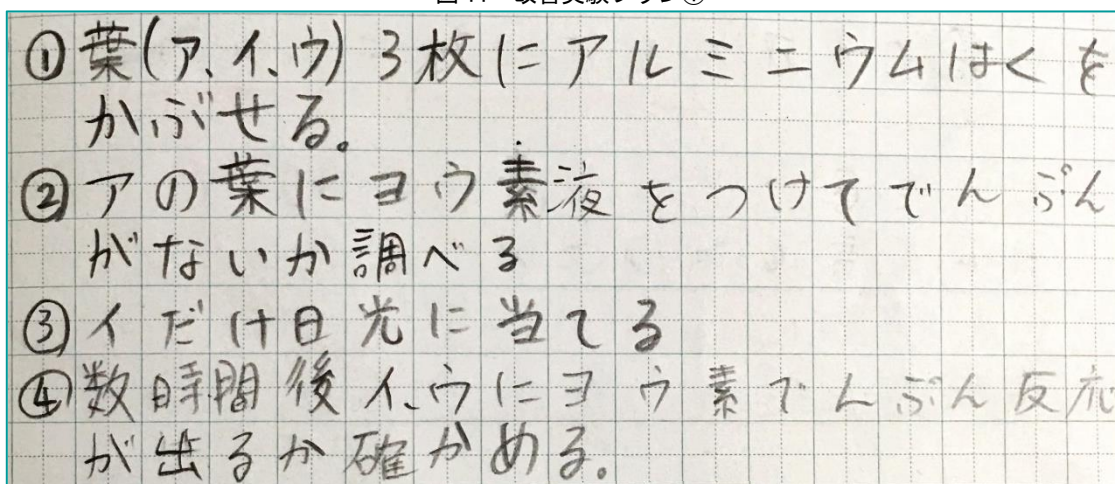 ①葉(ア、イ、ウ)3枚にアルミニウムはくを
かぶせる。
②アの葉にヨウ素液をつけてでんぷん
がないか調べる
③イだけ日光に当てる
④数時間後イ、ウにヨウ素でんぷん反応
が出るか確かめる。